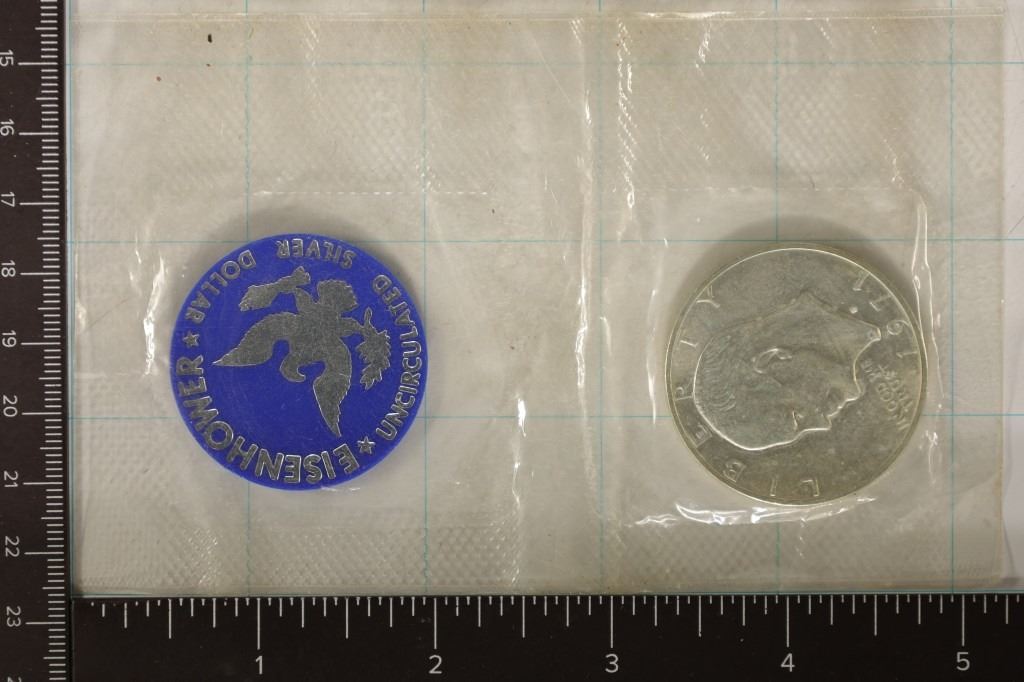 15
16
17
18
19
20
21
22
23
EISENHOWER
UNCIRCULATED SILVER DOLLAR
LIBERTY
IN GOD
WE TRUST
1971
1 2 3 4 5